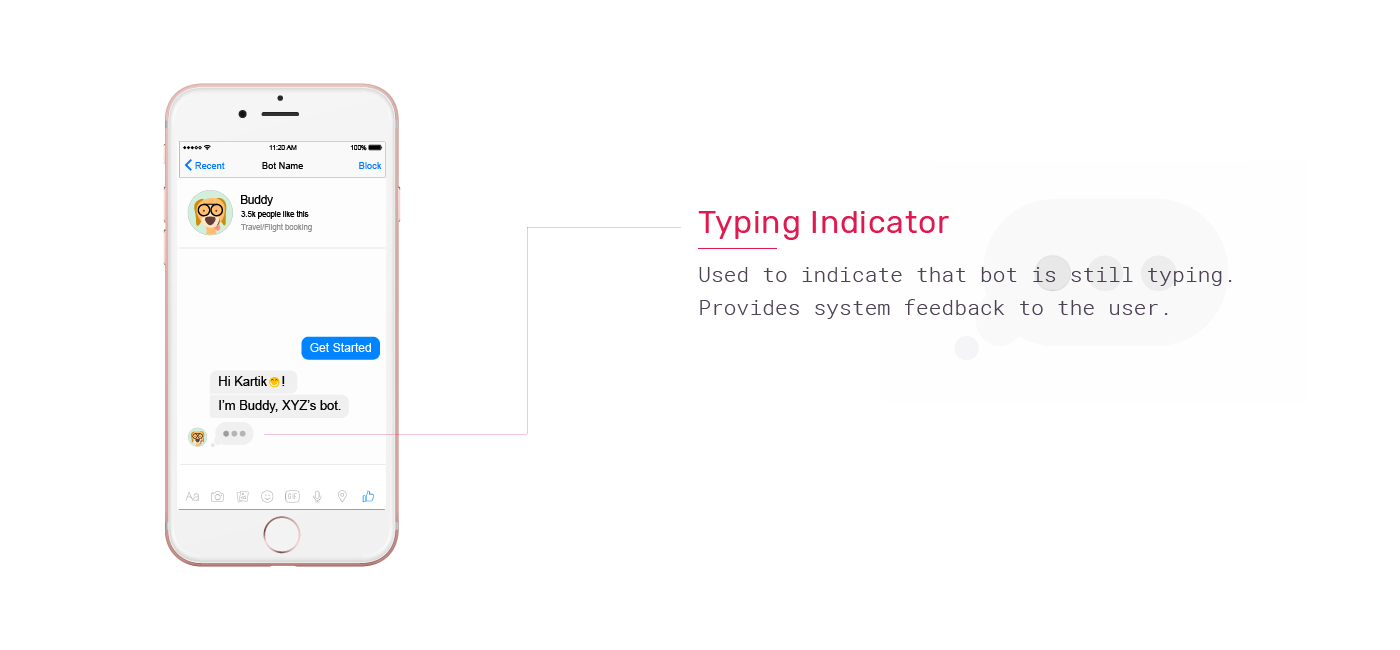 11:20 AM
100%
Recent
Bot Name
Block
Buddy
3.5k people like this
Travel/Flight booking
Get Started
Hi Kartik😁!
I'm Buddy, XYZ's bot.
Aa
GIF
Typing Indicator
Used to indicate that bot is still typing.
Provides system feedback to the user.